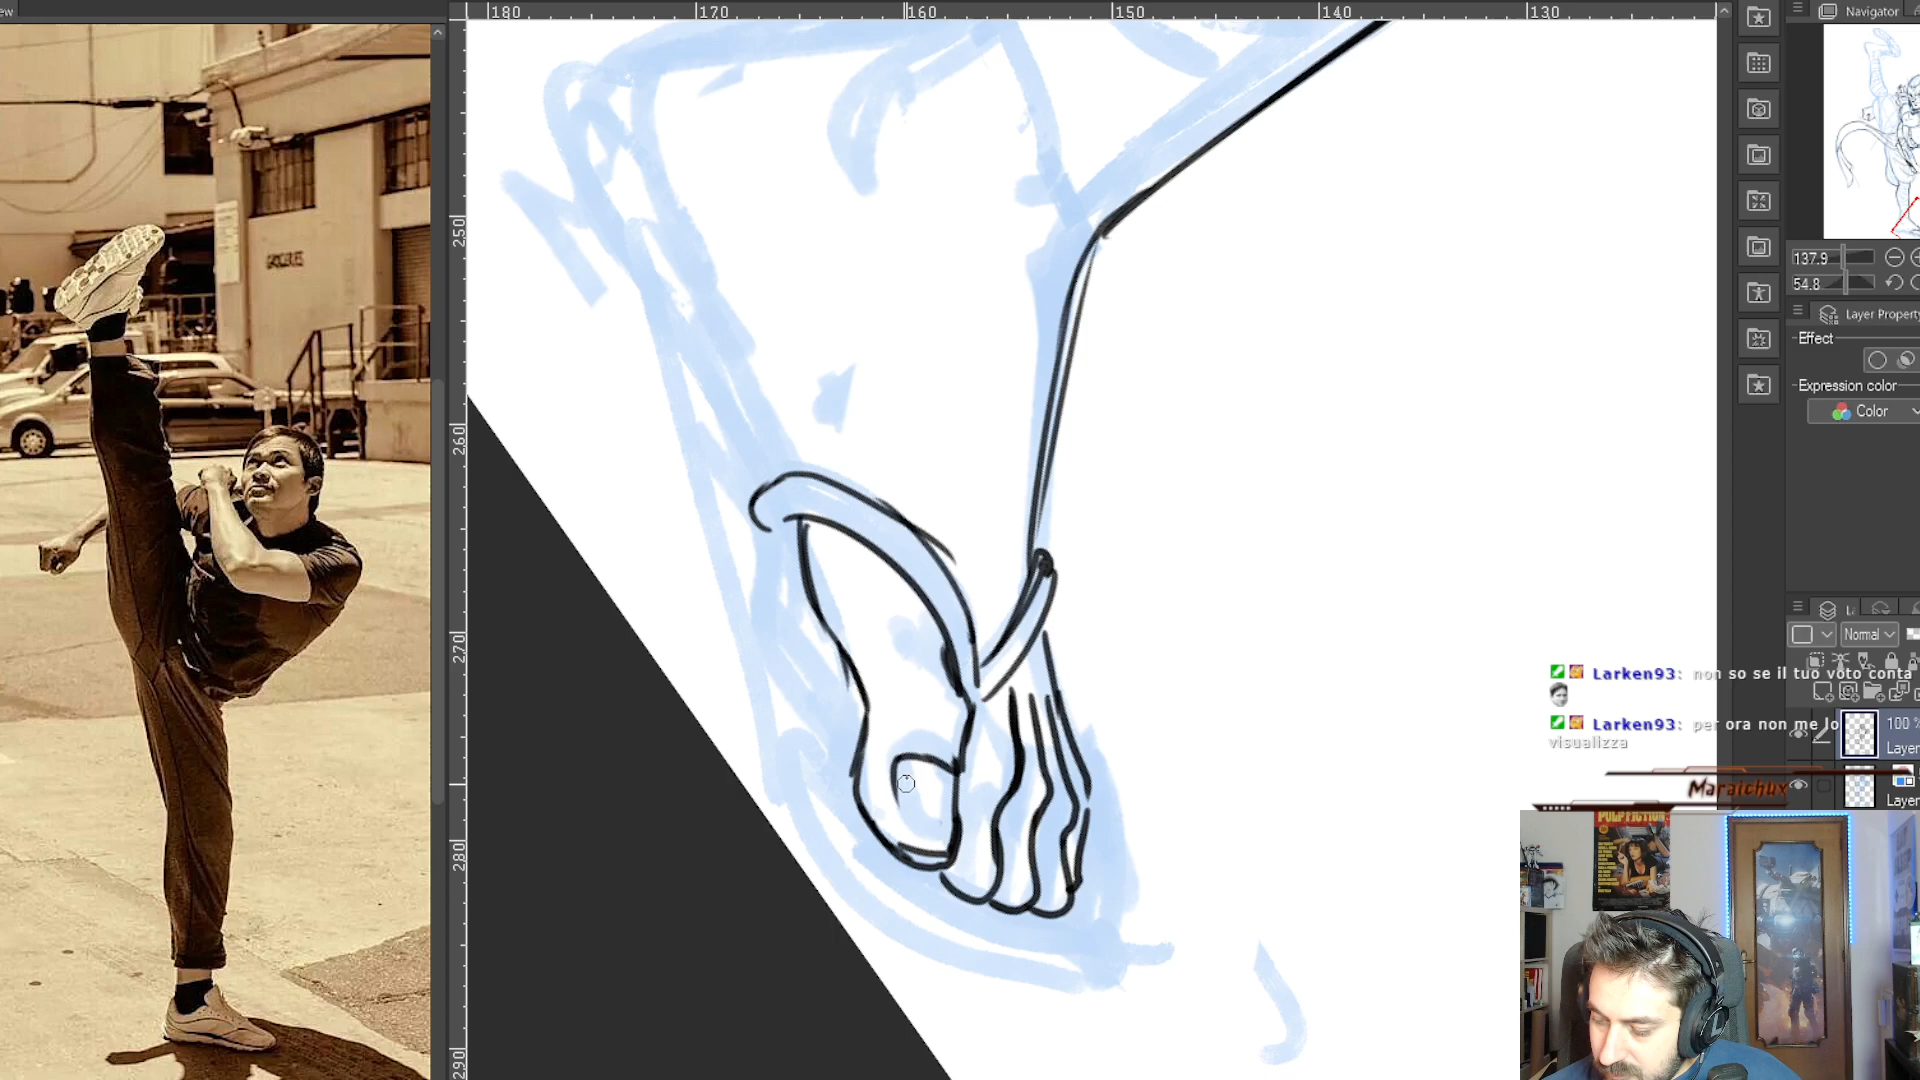 ew
180
170
160
150
140
130
Navigator
250
260
270
280
290
137.9
54.8
Layer Property
Effect
Expression color
Color
Normal
Larken93: non so se il tuo voto conta
Larken93: per ora non me lo
visualizza
100 %
Layer
Layer
Maraichux
PULP FICTION